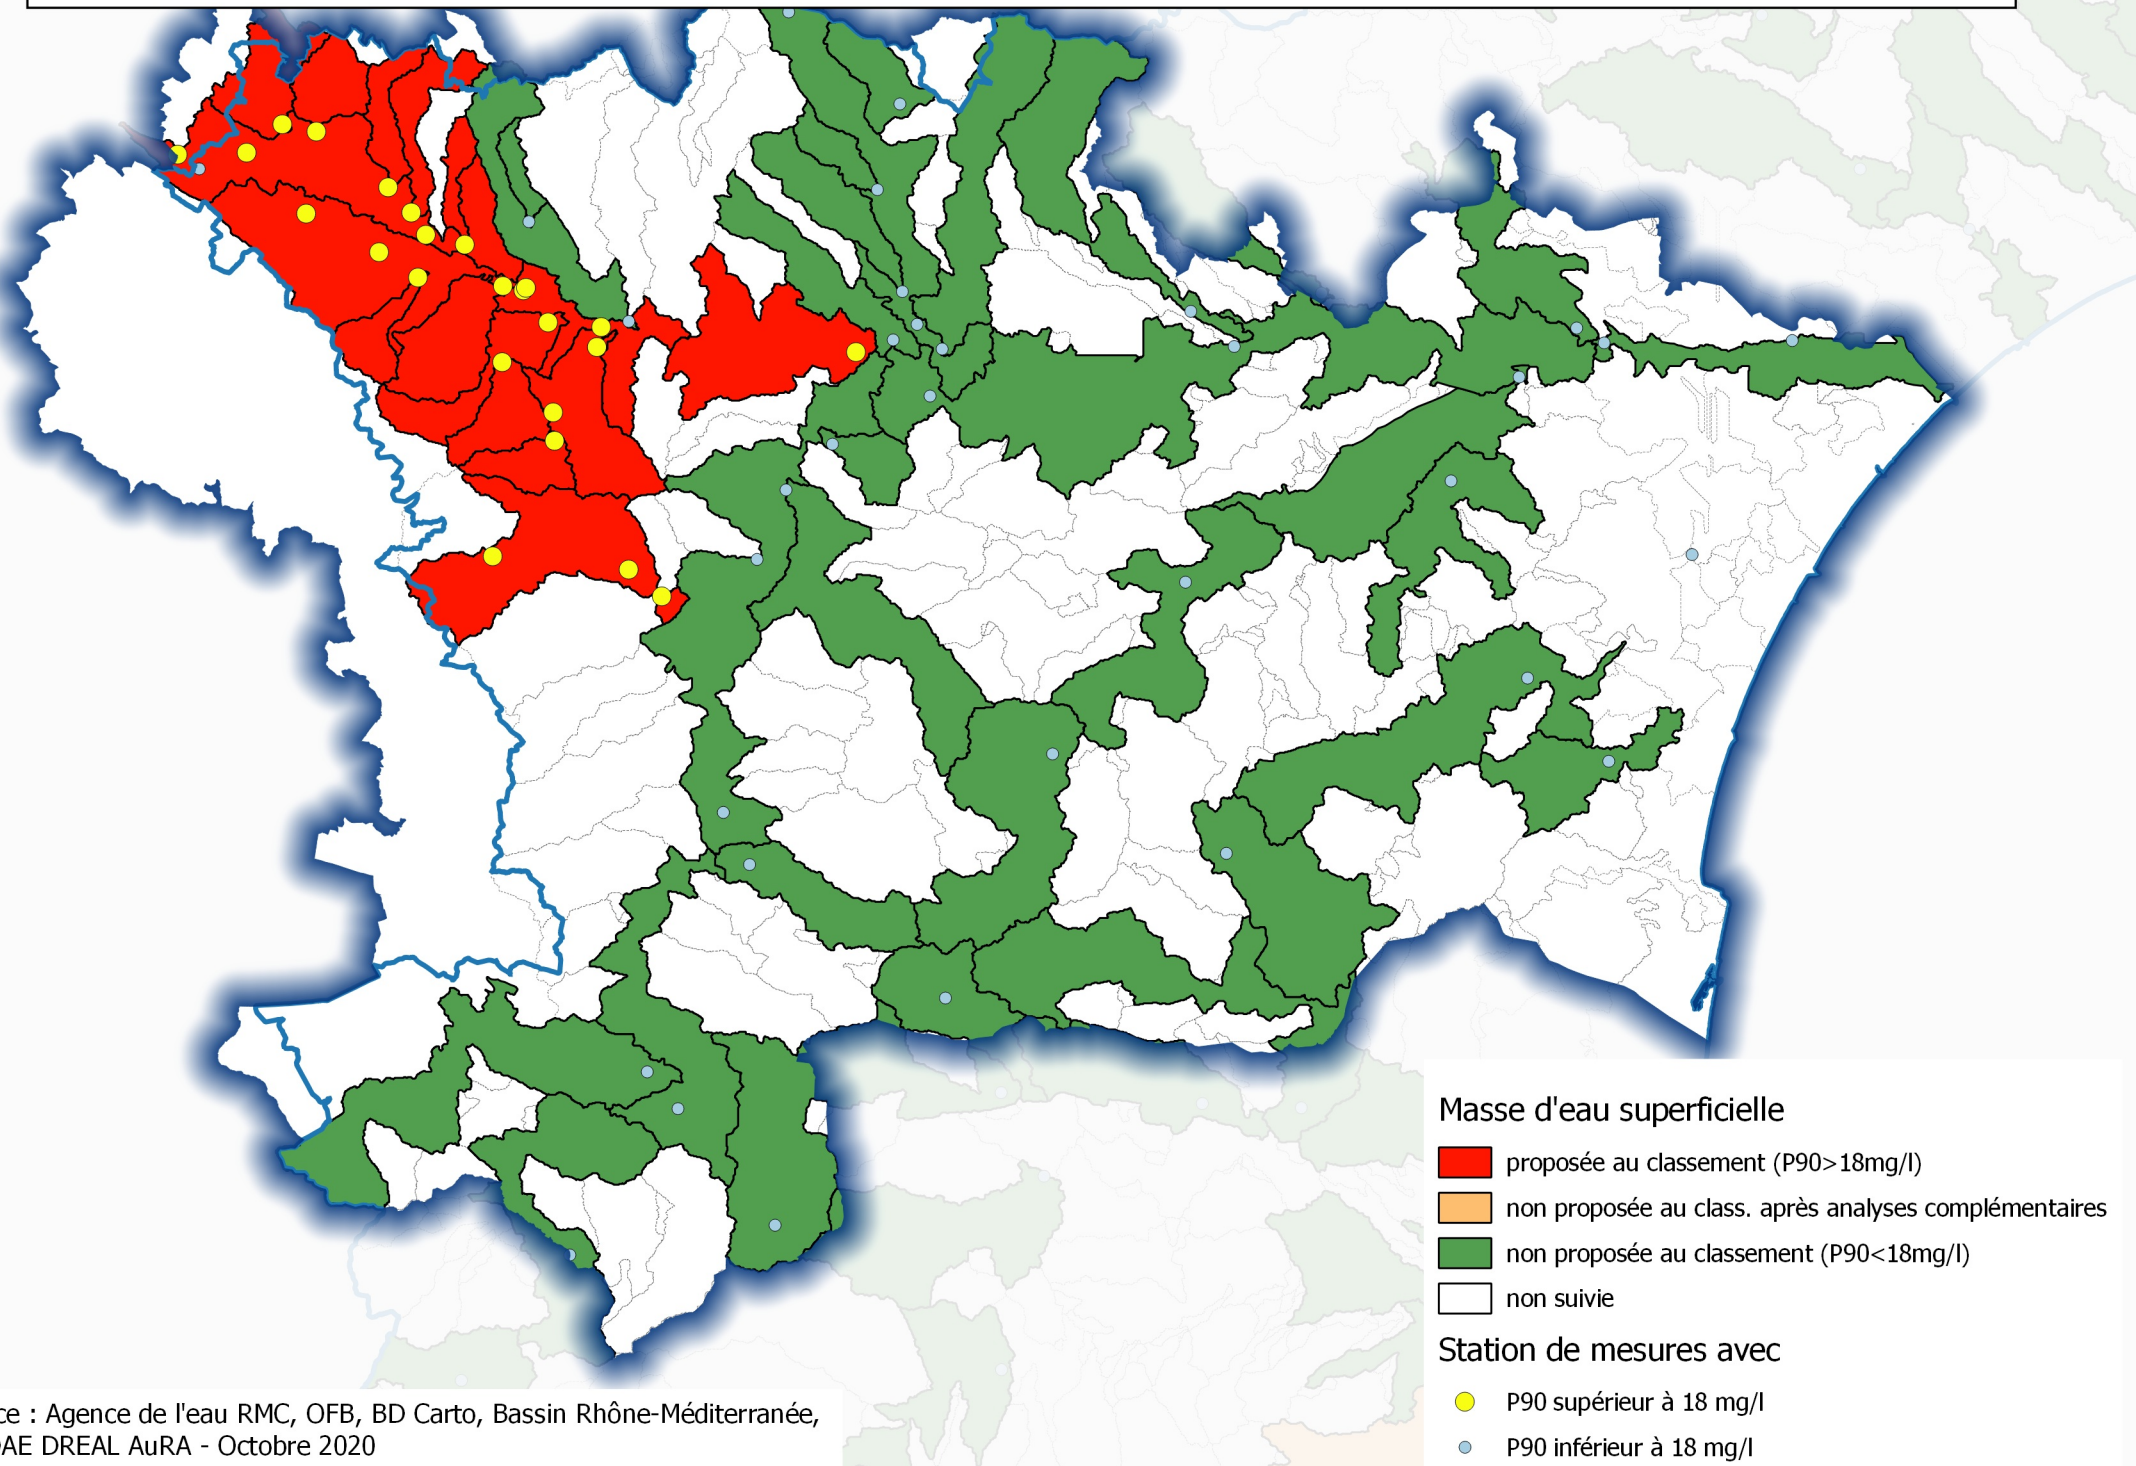 Masse d'eau superficielle
proposée au classement (P90>18mg/l)
non proposée au class. après analyses complémentaires
non proposée au classement (P90<18mg/l)
non suivie
Station de mesures avec
P90 supérieur à 18 mg/l
P90 inférieur à 18 mg/l
ce : Agence de l'eau RMC, OFB, BD Carto, Bassin Rhône-Méditerranée,
DREAL AuRA - Octobre 2020